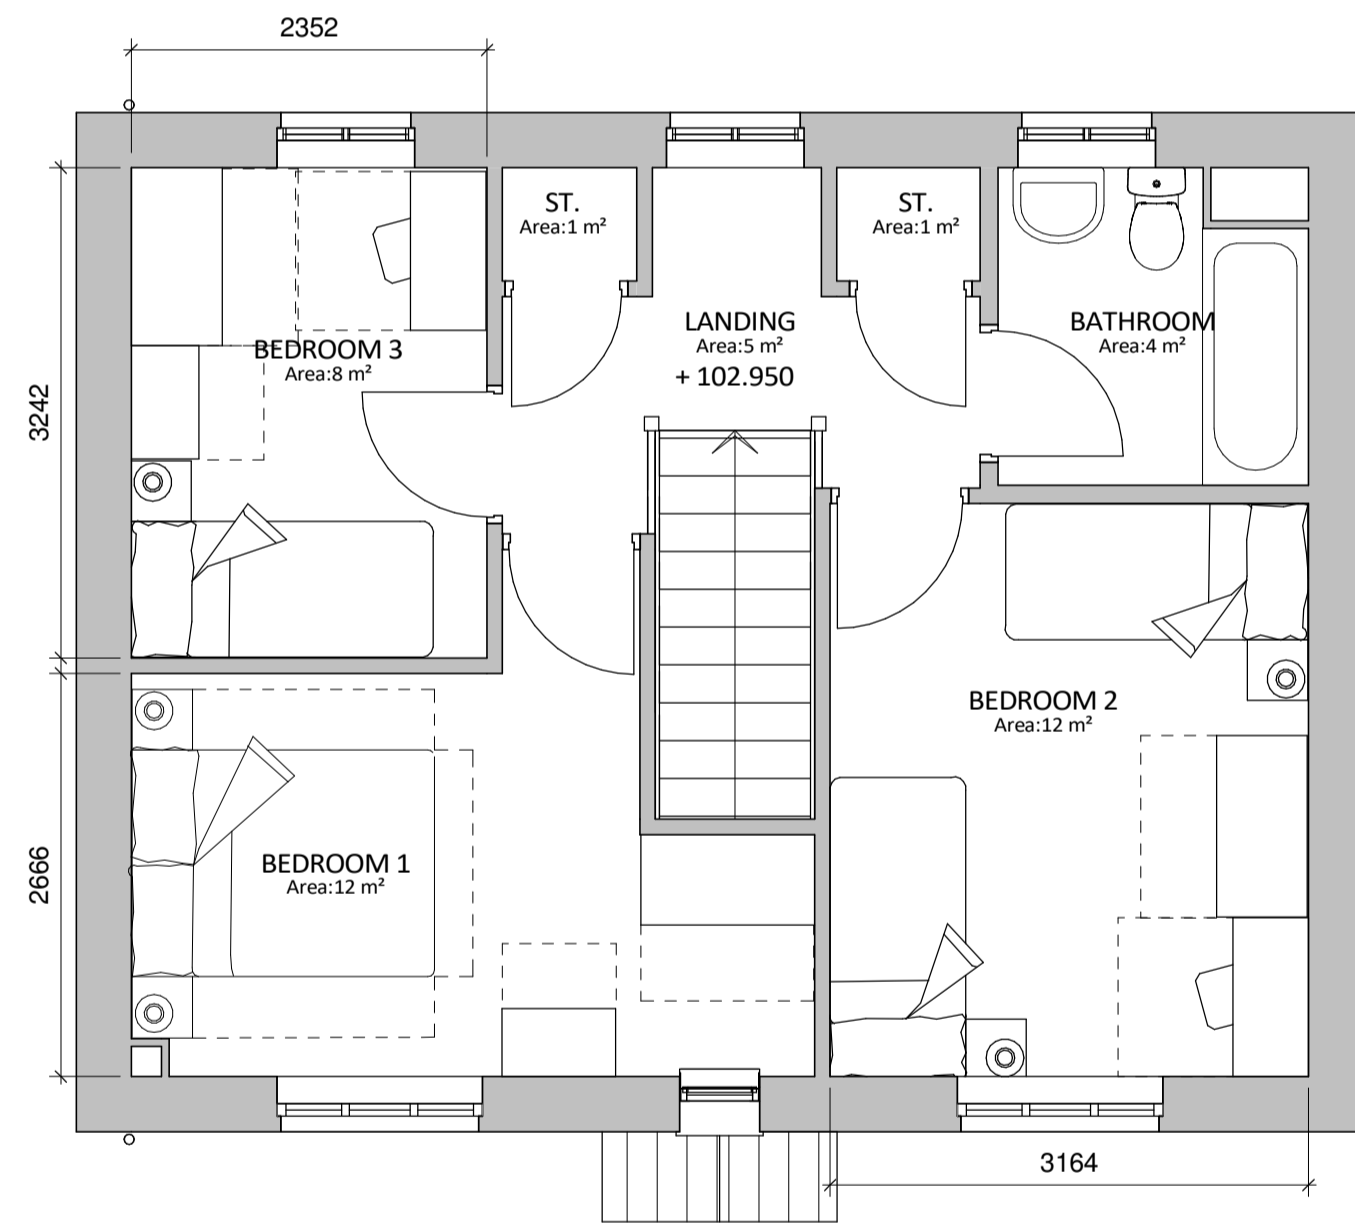 2352
ST.
Area:1 m²
ST.
Area:1 m²
LANDING
Area:5 m²
+ 102.950
BATHROOM
Area:4 m²
BEDROOM 3
Area:8 m²
3242
BEDROOM 2
Area:12 m²
BEDROOM 1
Area:12 m²
2666
3164